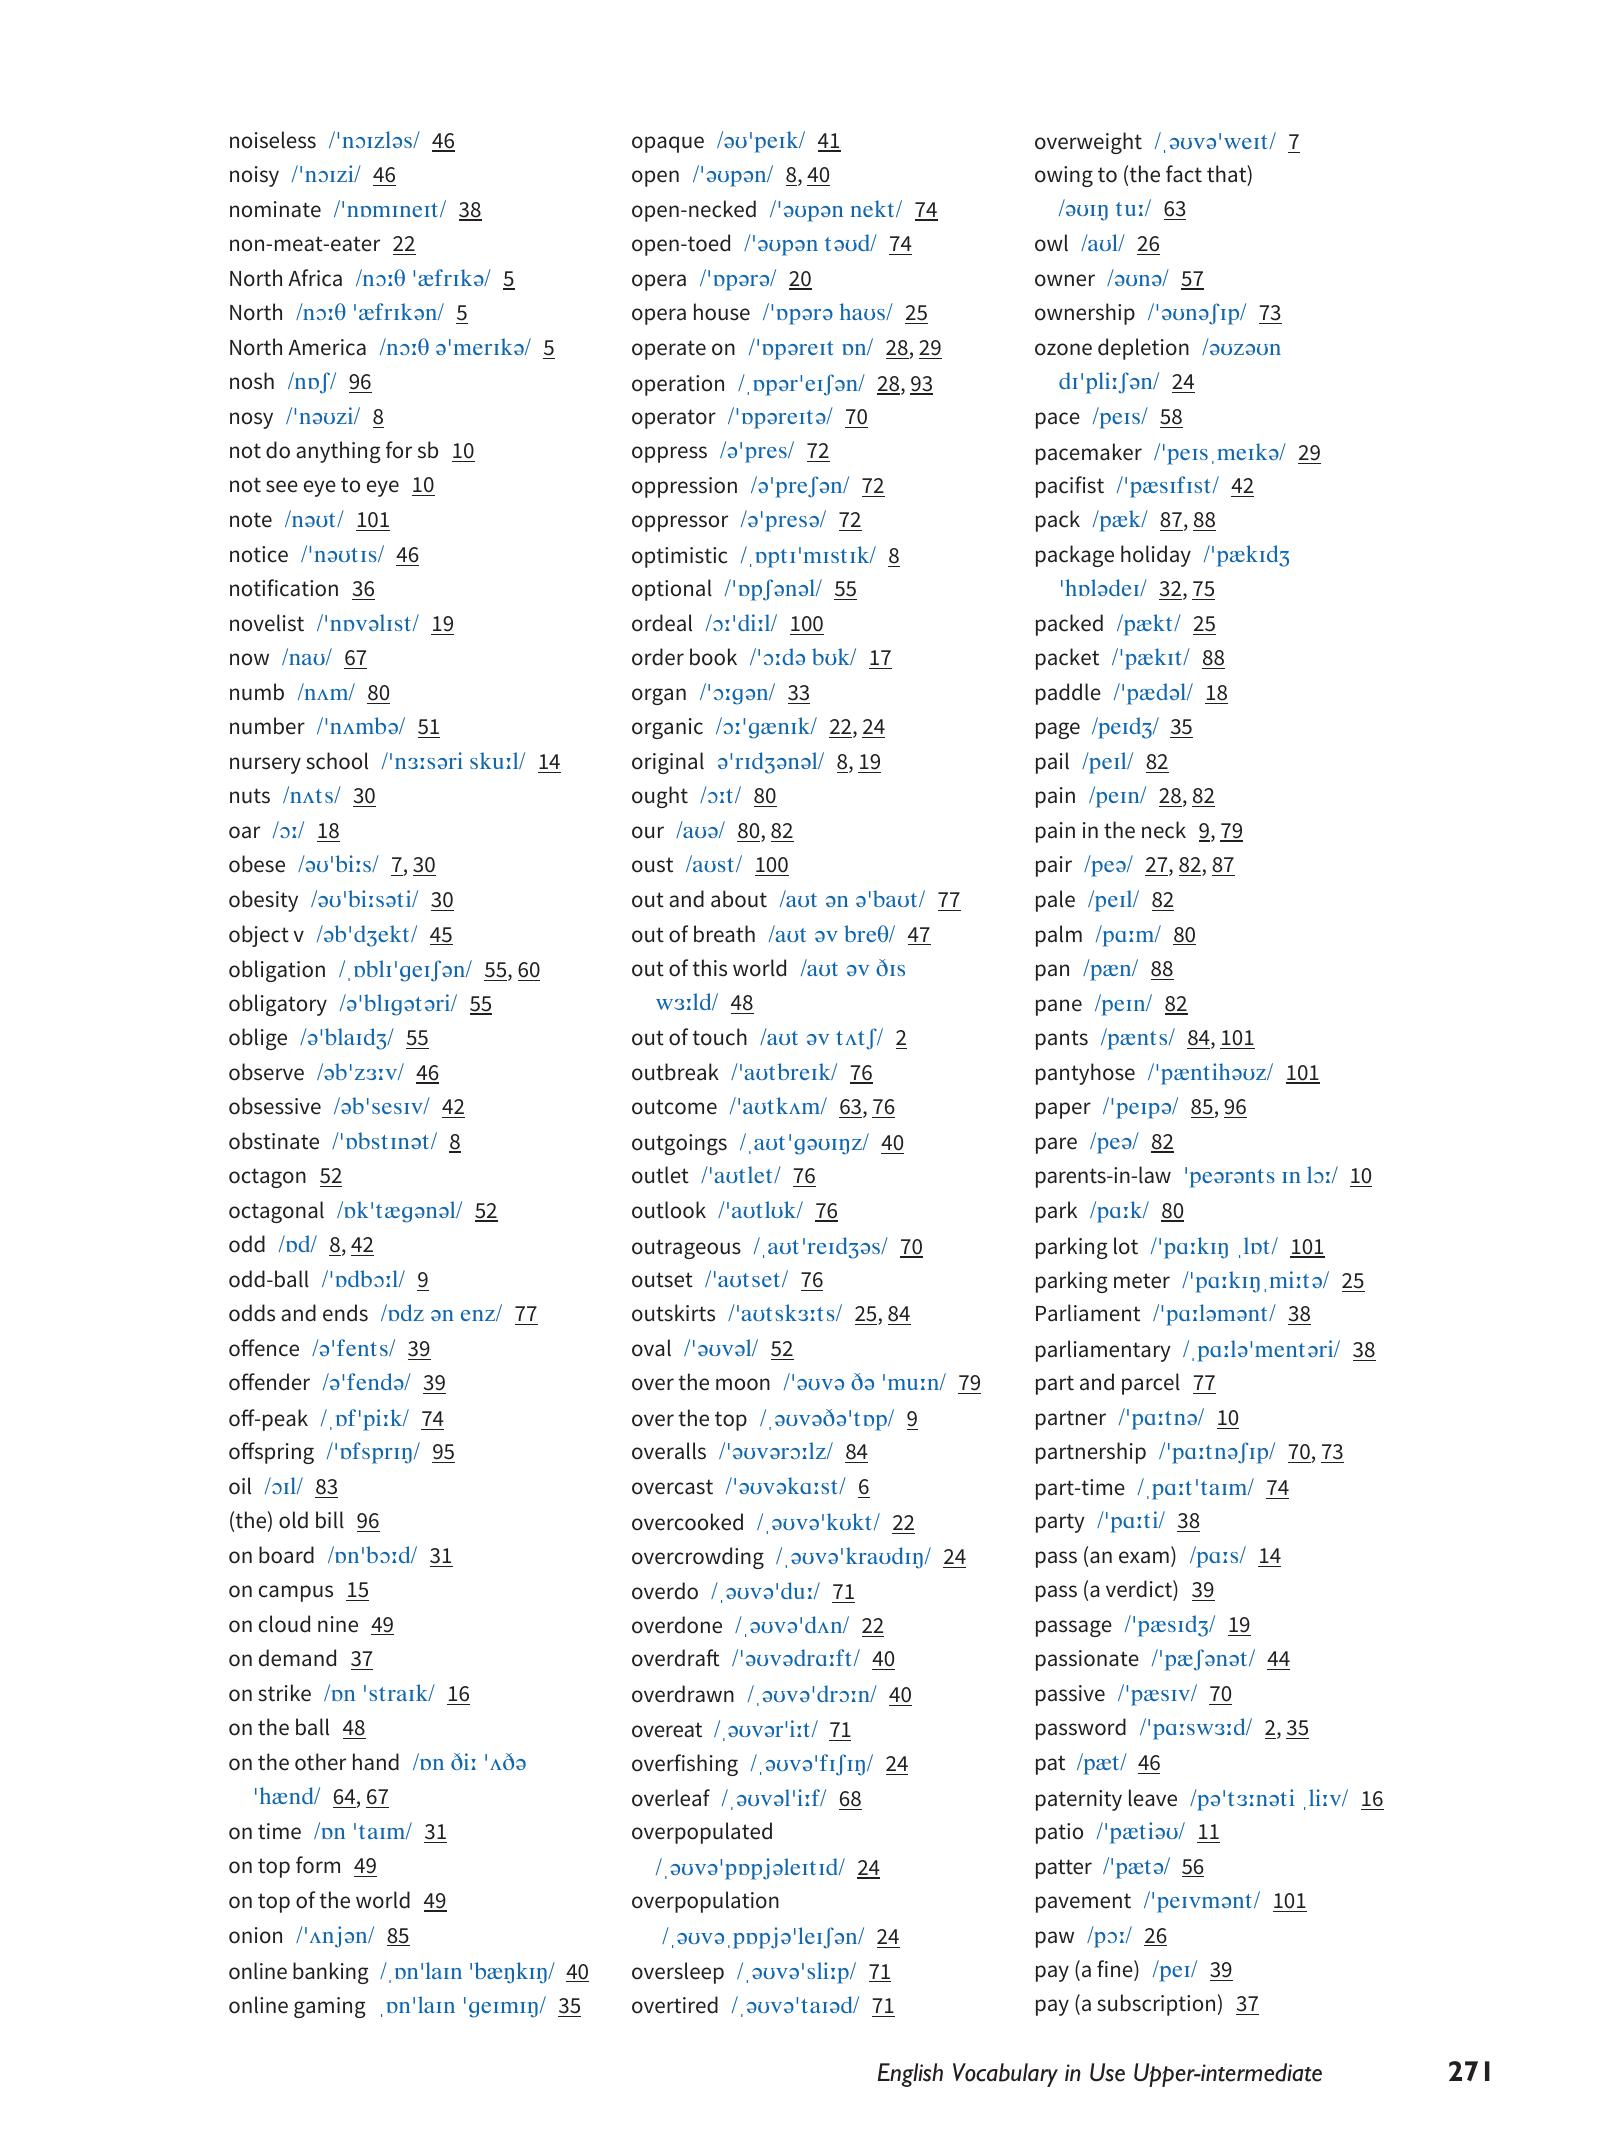 noiseless /ˈnɔɪzləs/ 46
noisy /ˈnɔɪzi/ 46
nominate /ˈnɒmɪneɪt/ 38
non-meat-eater 22
North Africa /nɔːθ ˈæfrɪkə/ 5
North /nɔːθ ˈæfrɪkən/ 5
North America /nɔːθ əˈmerɪkə/ 5
nosh /nɒʃ/ 96
nosy /ˈnəʊzi/ 8
not do anything for sb 10
not see eye to eye 10
note /nəʊt/ 101
notice /ˈnəʊtɪs/ 46
notification 36
novelist /ˈnɒvəlɪst/ 19
now /naʊ/ 67
numb /nʌm/ 80
number /ˈnʌmbə/ 51
nursery school /ˈnɜːsəri skuːl/ 14
nuts /nʌts/ 30
oar /ɔː/ 18
obese /əʊˈbiːs/ 7, 30
obesity /əʊˈbiːsəti/ 30
object v /əbˈdʒekt/ 45
obligation /ˌɒblɪˈɡeɪʃən/ 55, 60
obligatory /əˈblɪɡətəri/ 55
oblige /əˈblaɪdʒ/ 55
observe /əbˈzɜːv/ 46
obsessive /əbˈsesɪv/ 42
obstinate /ˈɒbstɪnət/ 8
octagon 52
octagonal /ɒkˈtæɡənəl/ 52
odd /ɒd/ 8, 42
odd-ball /ˈɒdbɔːl/ 9
odds and ends /ɒdz ən enz/ 77
offence /əˈfents/ 39
offender /əˈfendə/ 39
off-peak /ˌɒfˈpiːk/ 74
offspring /ˈɒfsprɪŋ/ 95
oil /ɔɪl/ 83
(the) old bill 96
on board /ɒnˈbɔːd/ 31
on campus 15
on cloud nine 49
on demand 37
on strike /ɒn ˈstraɪk/ 16
on the ball 48
on the other hand /ɒn ðiː ˈʌðə
ˈhænd/ 64, 67
on time /ɒn ˈtaɪm/ 31
on top form 49
on top of the world 49
onion /ˈʌnjən/ 85
online banking /ˌɒnˈlaɪn ˈbæŋkɪŋ/ 40
online gaming ˌɒnˈlaɪn ˈɡeɪmɪŋ/ 35
opaque /əʊˈpeɪk/ 41
open /ˈəʊpən/ 8, 40
open-necked /ˈəʊpən nekt/ 74
open-toed /ˈəʊpən təʊd/ 74
opera /ˈɒpərə/ 20
opera house /ˈɒpərə haʊs/ 25
operate on /ˈɒpəreɪt ɒn/ 28, 29
operation /ˌɒpərˈeɪʃən/ 28, 93
operator /ˈɒpəreɪtə/ 70
oppress /əˈpres/ 72
oppression /əˈpreʃən/ 72
oppressor /əˈpresə/ 72
optimistic /ˌɒptɪˈmɪstɪk/ 8
optional /ˈɒpʃənəl/ 55
ordeal /ɔːˈdiːl/ 100
order book /ˈɔːdə bʊk/ 17
organ /ˈɔːɡən/ 33
organic /ɔːˈɡænɪk/ 22, 24
original əˈrɪdʒənəl/ 8, 19
ought /ɔːt/ 80
our /aʊə/ 80, 82
oust /aʊst/ 100
out and about /aʊt ən əˈbaʊt/ 77
out of breath /aʊt əv breθ/ 47
out of this world /aʊt əv ðɪs
wɜːld/ 48
out of touch /aʊt əv tʌtʃ/ 2
outbreak /ˈaʊtbreɪk/ 76
outcome /ˈaʊtkʌm/ 63, 76
outgoings /ˌaʊtˈɡəʊɪŋz/ 40
outlet /ˈaʊtlet/ 76
outlook /ˈaʊtlʊk/ 76
outrageous /ˌaʊtˈreɪdʒəs/ 70
outset /ˈaʊtset/ 76
outskirts /ˈaʊtskɜːts/ 25, 84
oval /ˈəʊvəl/ 52
over the moon /ˈəʊvə ðə ˈmuːn/ 79
over the top /ˌəʊvəðəˈtɒp/ 9
overalls /ˈəʊvərɔːlz/ 84
overcast /ˈəʊvəkɑːst/ 6
overcooked /ˌəʊvəˈkʊkt/ 22
overcrowding /ˌəʊvəˈkraʊdɪŋ/ 24
overdo /ˌəʊvəˈduː/ 71
overdone /ˌəʊvəˈdʌn/ 22
overdraft /ˈəʊvədrɑːft/ 40
overdrawn /ˌəʊvəˈdrɔːn/ 40
overeat /ˌəʊvərˈiːt/ 71
overfishing /ˌəʊvəˈfɪʃɪŋ/ 24
overleaf /ˌəʊvəlˈiːf/ 68
overpopulated
/ˌəʊvəˈpɒpjəleɪtɪd/ 24
overpopulation
/ˌəʊvəˌpɒpjəˈleɪʃən/ 24
oversleep /ˌəʊvəˈsliːp/ 71
overtired /ˌəʊvəˈtaɪəd/ 71
overweight /ˌəʊvəˈweɪt/ 7
owing to (the fact that)
/əʊɪŋ tuː/ 63
owl /aʊl/ 26
owner /əʊnə/ 57
ownership /ˈəʊnəʃɪp/ 73
ozone depletion /əʊzəʊn
dɪˈpliːʃən/ 24
pace /peɪs/ 58
pacemaker /ˈpeɪsˌmeɪkə/ 29
pacifist /ˈpæsɪfɪst/ 42
pack /pæk/ 87, 88
package holiday /ˈpækɪdʒ
ˈhɒlədeɪ/ 32, 75
packed /pækt/ 25
packet /ˈpækɪt/ 88
paddle /ˈpædəl/ 18
page /peɪdʒ/ 35
pail /peɪl/ 82
pain /peɪn/ 28, 82
pain in the neck 9, 79
pair /peə/ 27, 82, 87
pale /peɪl/ 82
palm /pɑːm/ 80
pan /pæn/ 88
pane /peɪn/ 82
pants /pænts/ 84, 101
pantyhose /ˈpæntihəʊz/ 101
paper /ˈpeɪpə/ 85, 96
pare /peə/ 82
parents-in-law ˈpeərənts ɪn lɔː/ 10
park /pɑːk/ 80
parking lot /ˈpɑːkɪŋ ˌlɒt/ 101
parking meter /ˈpɑːkɪŋˌmiːtə/ 25
Parliament /ˈpɑːləmənt/ 38
parliamentary /ˌpɑːləˈmentəri/ 38
part and parcel 77
partner /ˈpɑːtnə/ 10
partnership /ˈpɑːtnəʃɪp/ 70, 73
part-time /ˌpɑːtˈtaɪm/ 74
party /ˈpɑːti/ 38
pass (an exam) /pɑːs/ 14
pass (a verdict) 39
passage /ˈpæsɪdʒ/ 19
passionate /ˈpæʃənət/ 44
passive /ˈpæsɪv/ 70
password /ˈpɑːswɜːd/ 2, 35
pat /pæt/ 46
paternity leave /pəˈtɜːnəti ˌliːv/ 16
patio /ˈpætiəʊ/ 11
patter /ˈpætə/ 56
pavement /ˈpeɪvmənt/ 101
paw /pɔː/ 26
pay (a fine) /peɪ/ 39
pay (a subscription) 37
English Vocabulary in Use Upper-intermediate 271